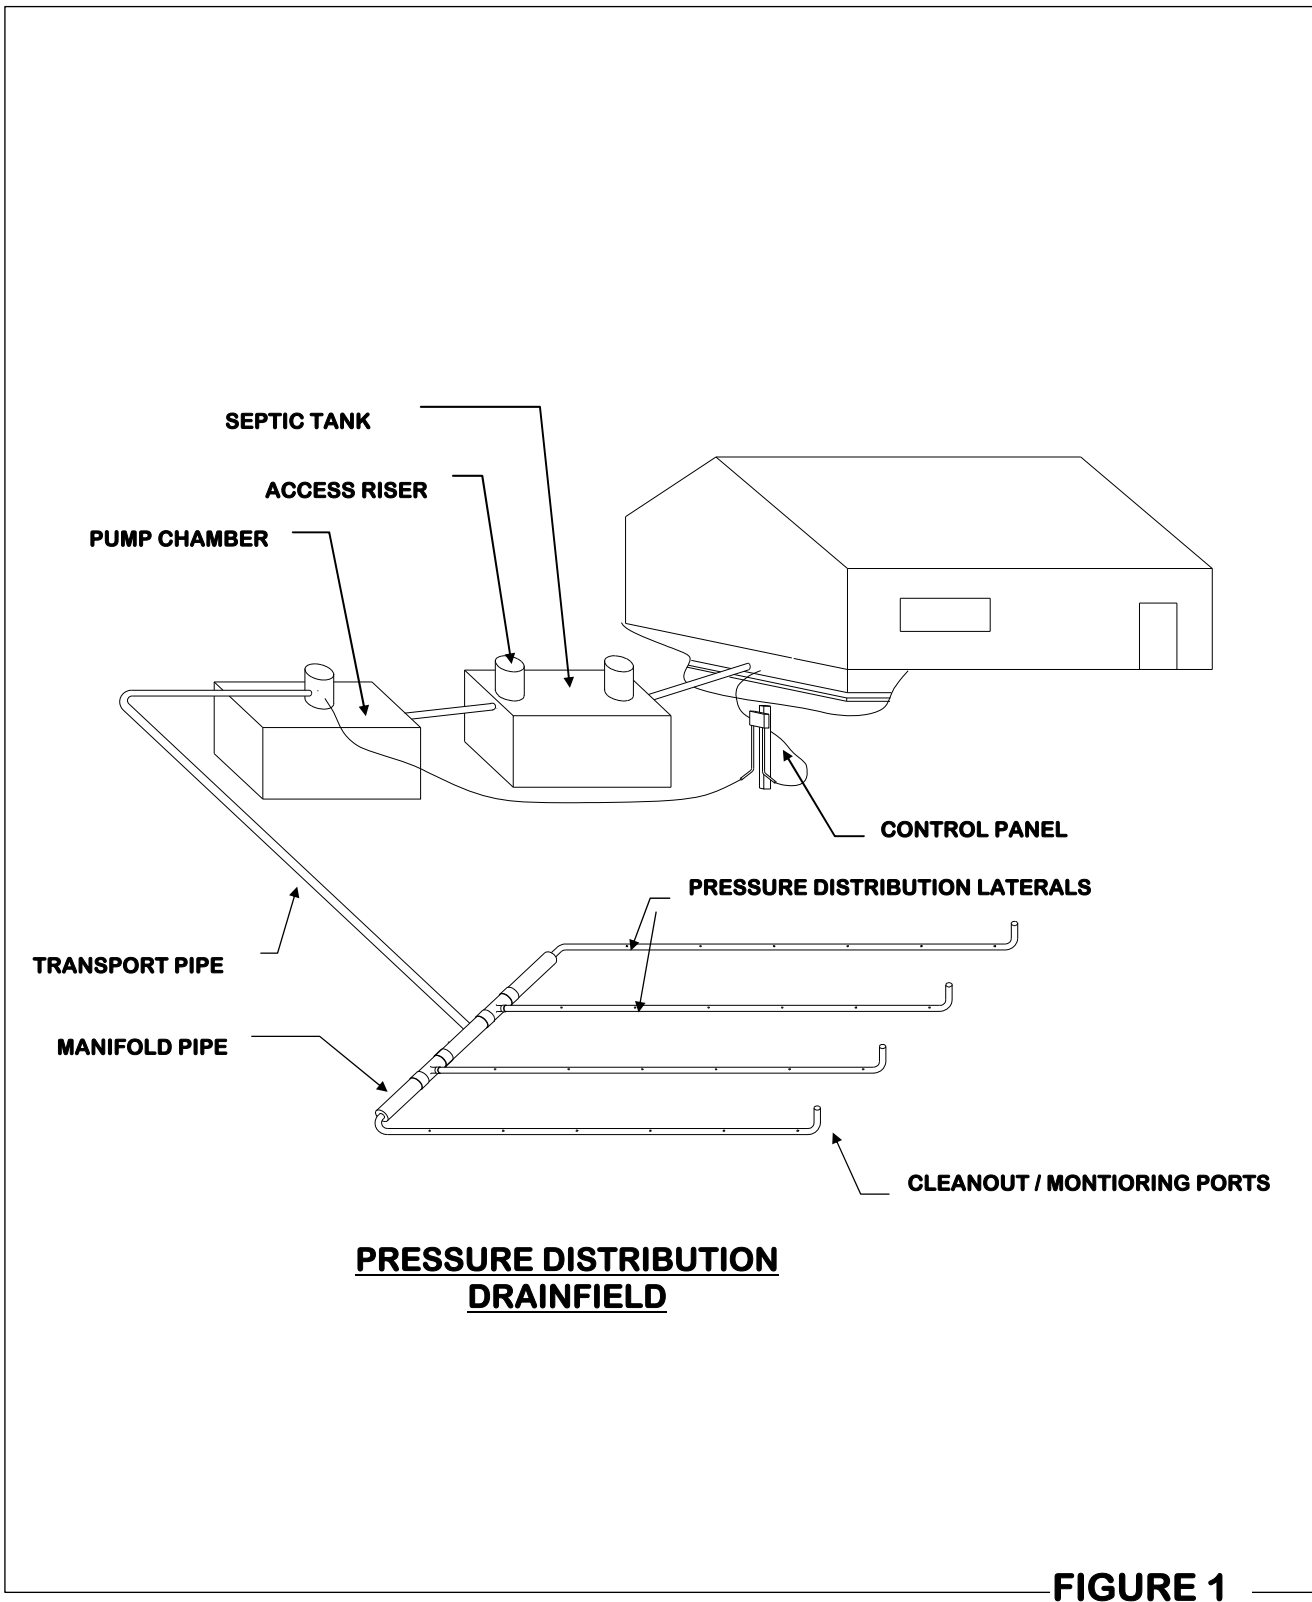 SEPTIC TANK
ACCESS RISER
PUMP CHAMBER
CONTROL PANEL
PRESSURE DISTRIBUTION LATERALS
TRANSPORT PIPE
MANIFOLD PIPE
CLEANOUT / MONTIORING PORTS
PRESSURE DISTRIBUTION
DRAINFIELD
FIGURE 1